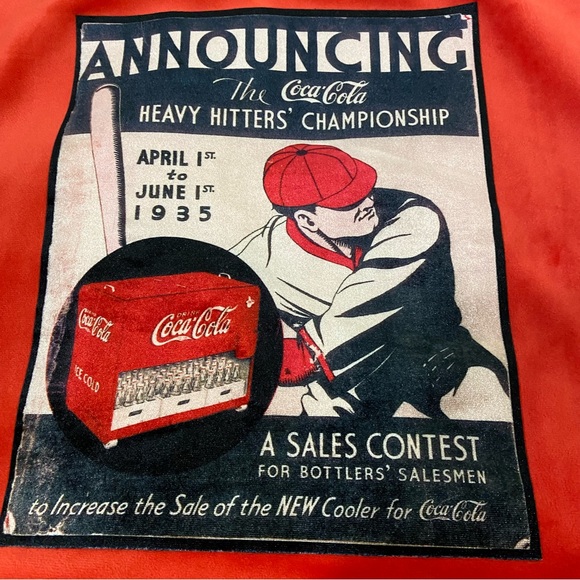 ANNOUNCING
The Coca-Cola
HEAVY HITTERS' CHAMPIONSHIP
APRIL 1ST.
to
JUNE 1ST.
1935
DRINK
Coca-Cola
Coca-Cola
ICE COLD
A SALES CONTEST
FOR BOTTLERS' SALESMEN
to Increase the Sale of the NEW Cooler for Coca-Cola